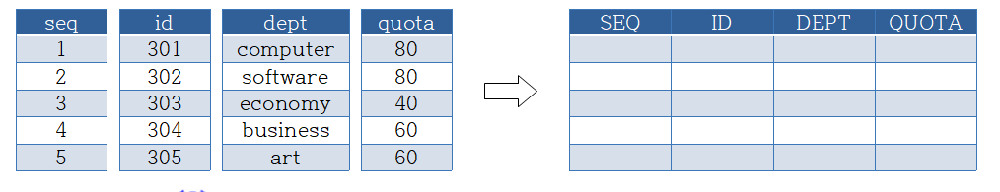 seq id dept quota SEQ ID DEPT QUOTA
1 301 computer 80
2 302 software 80
3 303 economy 40
4 304 business 60
5 305 art 60